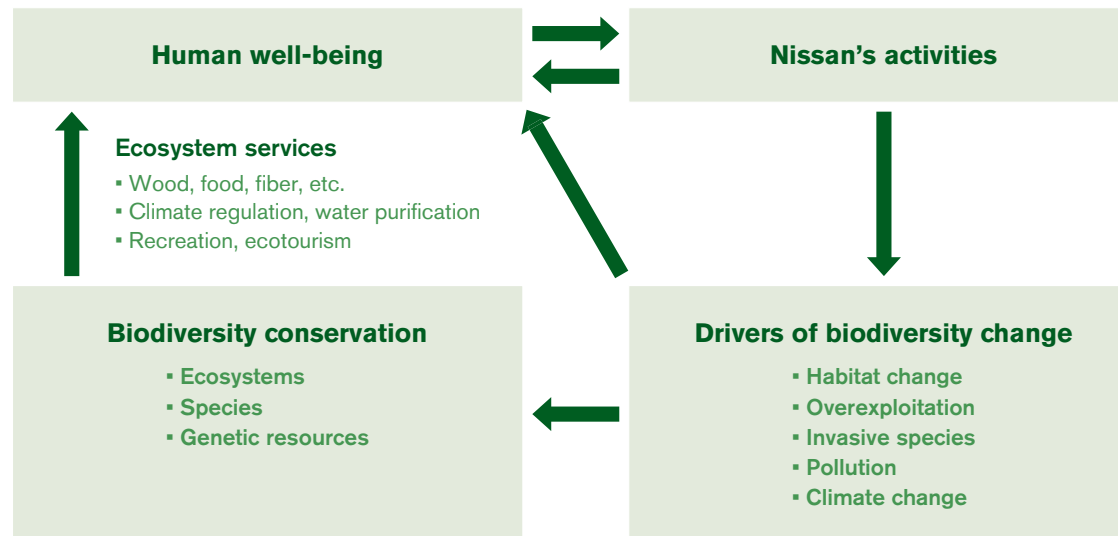 Human well-being
Nissan's activities
Ecosystem services
▪ Wood, food, fiber, etc.
▪ Climate regulation, water purification
▪ Recreation, ecotourism
Biodiversity conservation
▪ Ecosystems
▪ Species
▪ Genetic resources
Drivers of biodiversity change
▪ Habitat change
▪ Overexploitation
▪ Invasive species
▪ Pollution
▪ Climate change